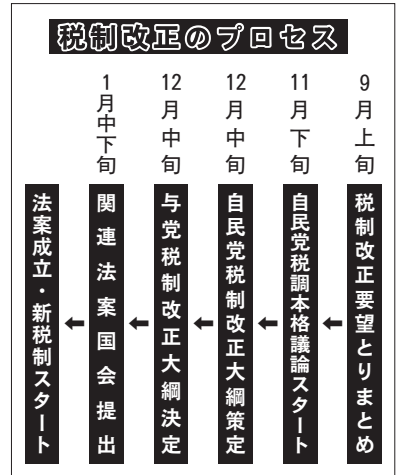 税制改正のプロセス
9月上旬
税制改正要望とりまとめ
11月下旬
自民党税調本格議論スタート
12月中旬
自民党税制改正大綱策定
12月中旬
与党税制改正大綱決定
1月中下旬
関連法案国会提出
法案成立・新税制スタート